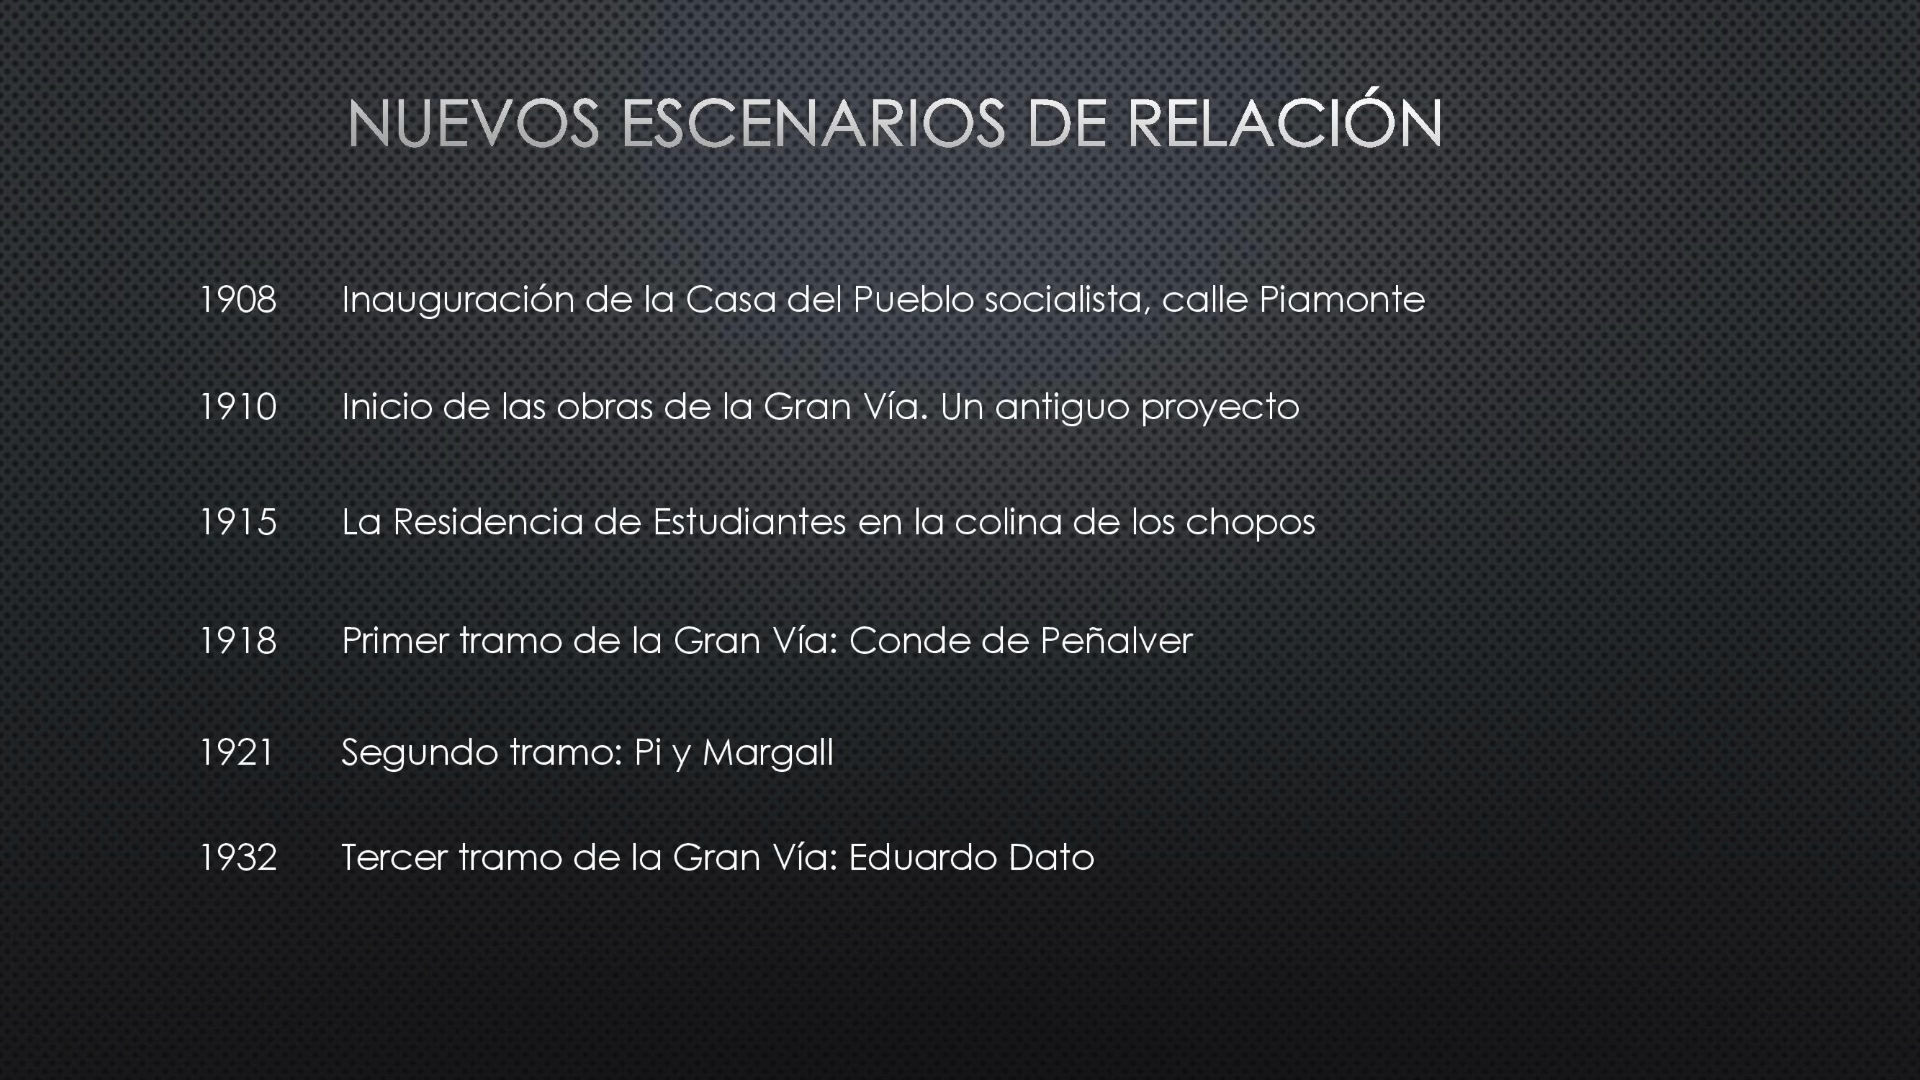 NUEVOS ESCENARIOS DE RELACIÓN
1908 Inauguración de la Casa del Pueblo socialista, calle Piamonte
1910 Inicio de las obras de la Gran Vía. Un antiguo proyecto
1915 La Residencia de Estudiantes en la colina de los chopos
1918 Primer tramo de la Gran Vía: Conde de Peñalver
1921 Segundo tramo: Pi y Margall
1932 Tercer tramo de la Gran Vía: Eduardo Dato